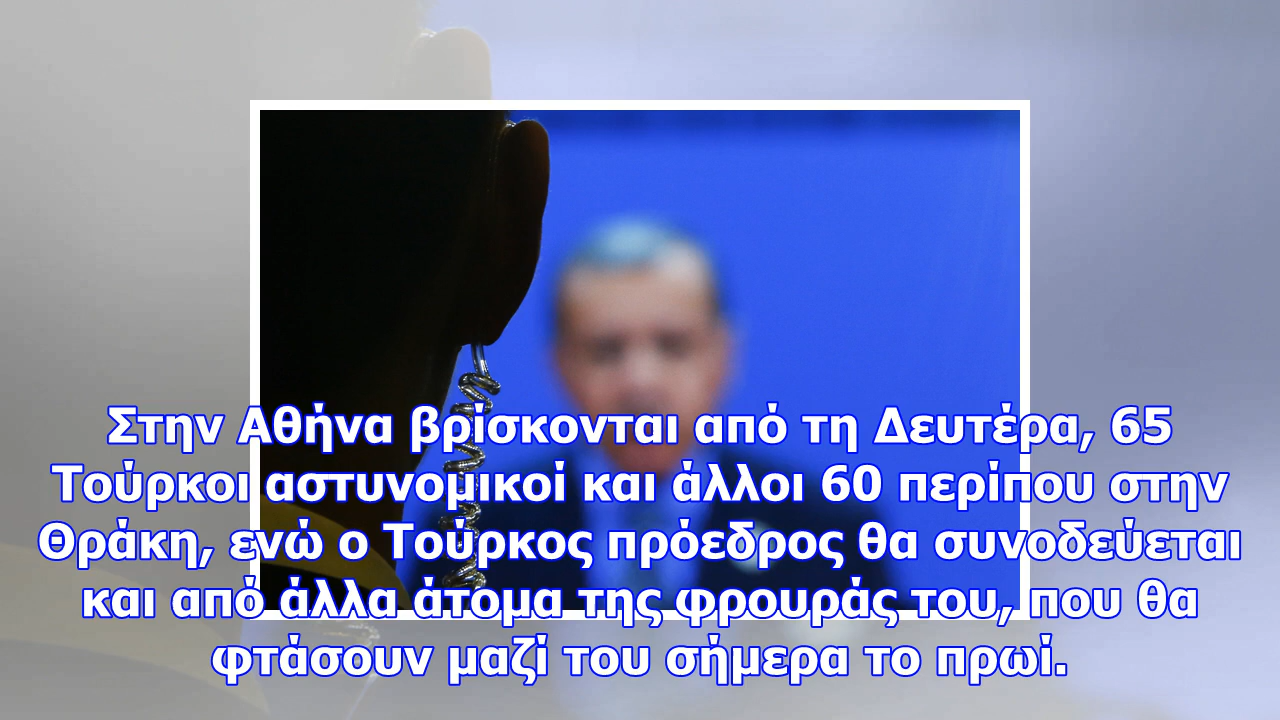 Στην Αθήνα βρίσκονται από τη Δευτέρα, 65
Τούρκοι αστυνομικοί και άλλοι 60 περίπου στην
Θράκη, ενώ ο Τούρκος πρόεδρος θα συνοδεύεται
και από άλλα άτομα της φρουράς του, που θα
φτάσουν μαζί του σήμερα το πρωί.